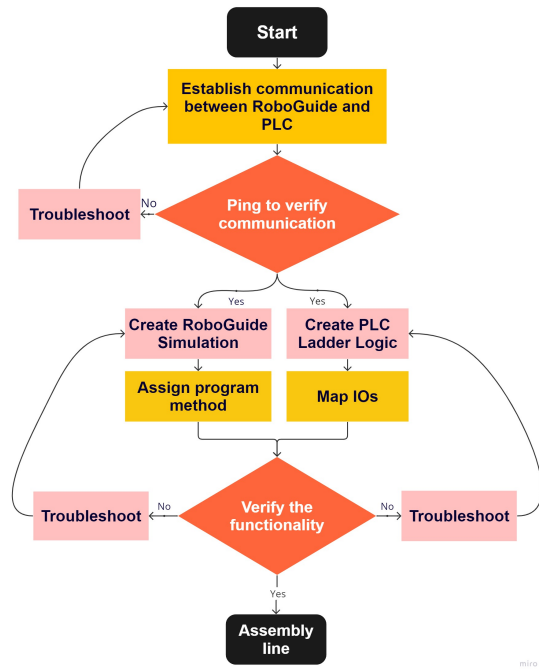 Start
Establish communication
between RoboGuide and
PLC
No
Troubleshoot
Ping to verify
communication
Yes
Yes
Create RoboGuide
Simulation
Create PLC
Ladder Logic
Assign program
method
Map IOs
Troubleshoot
No
Verify the
functionality
No
Troubleshoot
Yes
Assembly
line
miro